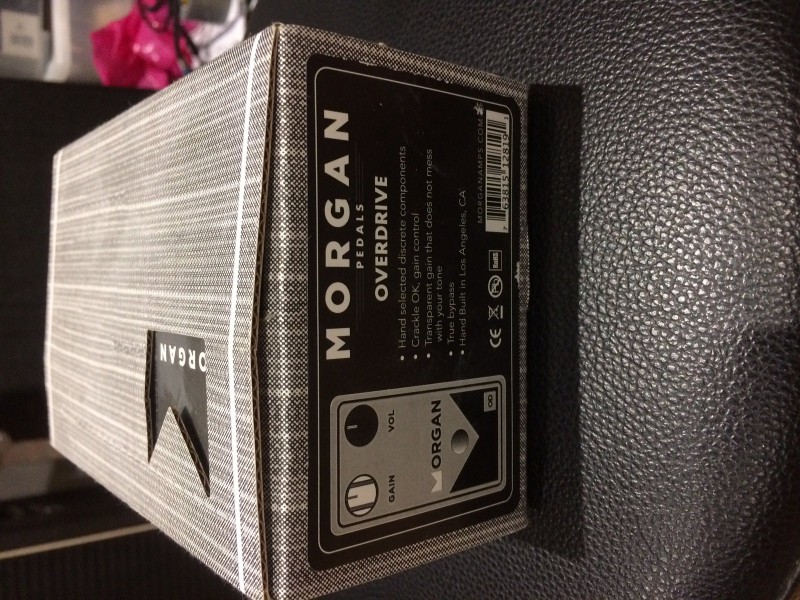 MORGAN
PEDALS
OVERDRIVE
• Hand selected discrete components
• Crackle OK, gain control
• Transparent gain that does not mess
with your tone
• True bypass
• Hand Built in Los Angeles, CA
CE
RoHS
MORGANAMPS.COM
GAIN
VOL
MORGAN
ORGAN